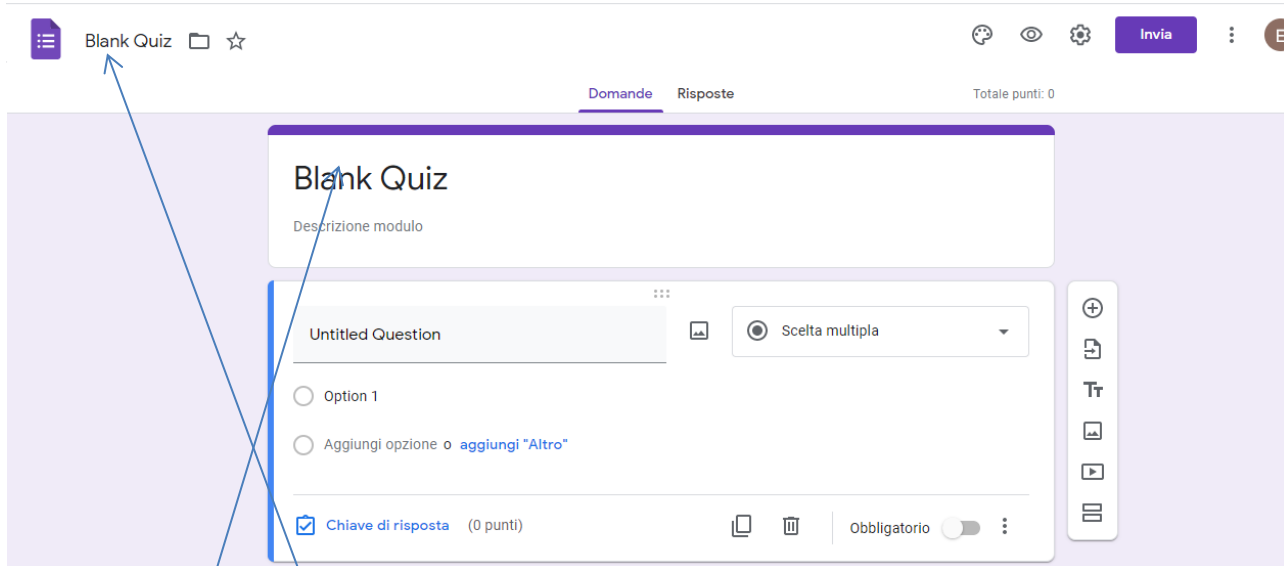 Blank Quiz
Invia
E
Domande Risposte Totale punti: 0
Blank Quiz
Descrizione modulo
Untitled Question
Scelta multipla
Option 1
Aggiungi opzione o aggiungi "Altro"
Chiave di risposta (0 punti)
Obbligatorio
Tт